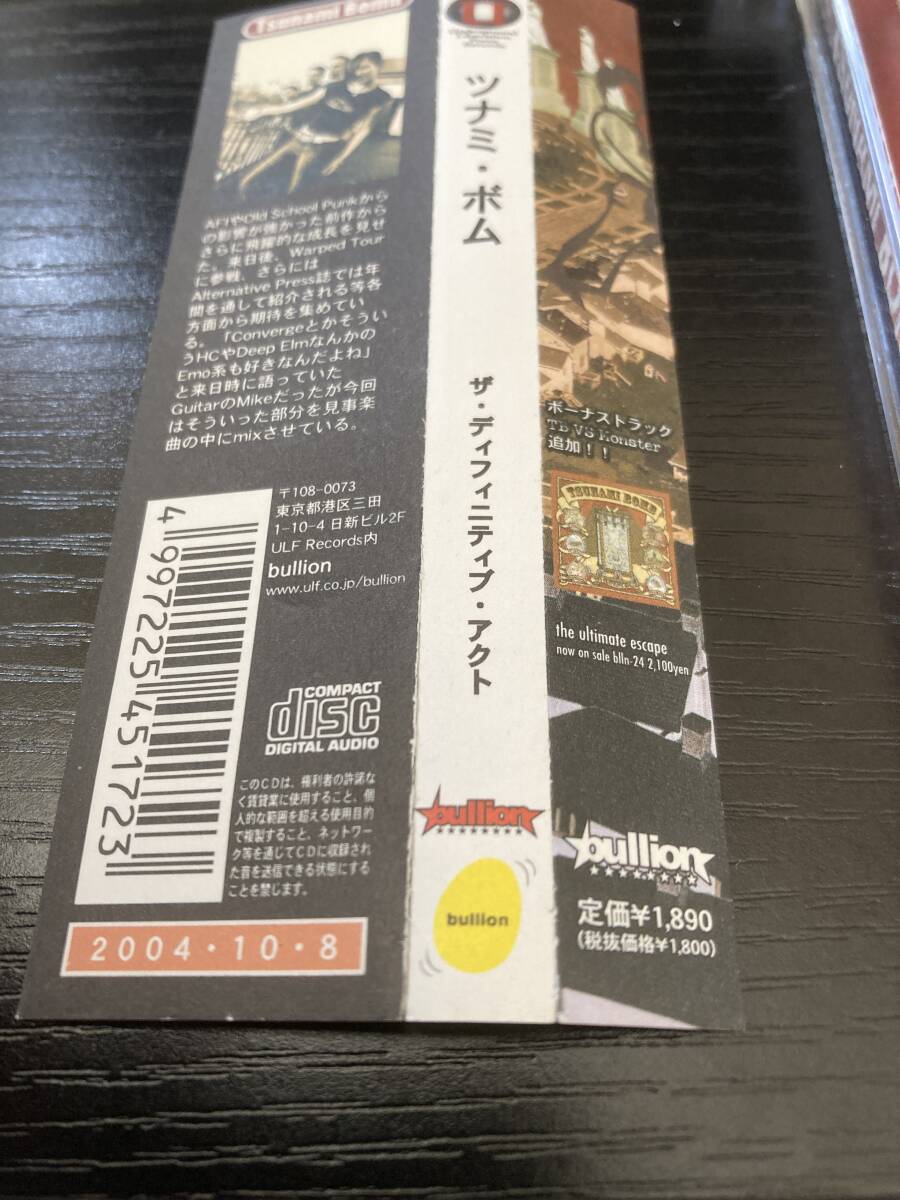 Tsunami Bomb
AFIやOld School Punkから
の影響が強かった前作から
さらに飛躍的な成長を見せ
た。来日後、Warped Tour
に参戦、さらには
Alternative Press誌では年
間を通して紹介される等各
方面から期待を集めてい
る。「Convergeとかそうい
うHCやDeep Elmなんかの
Emo系も好きなんだよね」
と来日時に語っていた
GuitarのMikeだったが今回
はそういった部分を見事楽
曲の中にmixさせている。
〒108-0073
東京都港区三田
1-10-4 日新ビル2F
ULF Records内
bullion
www.ulf.co.jp/bullion
4 997225 451723
COMPACT
disc
DIGITAL AUDIO
このCDは、権利者の許諾な
く賃貸業に使用すること、個
人的な範囲を超える使用目的
で複製すること、ネットワー
ク等を通じてCDに収録され
た音を送信できる状態にする
ことを禁じます。
2004・10・8
ツナミ・ボム
ザ・ディフィニティブ・アクト
bullion
bullion
ボーナストラック
TB VS Monster
追加！！
TSUNAMI BOMB
the ultimate escape
now on sale blln-24 2,100yen
bullion
定価¥1,890
(税抜価格¥1,800)